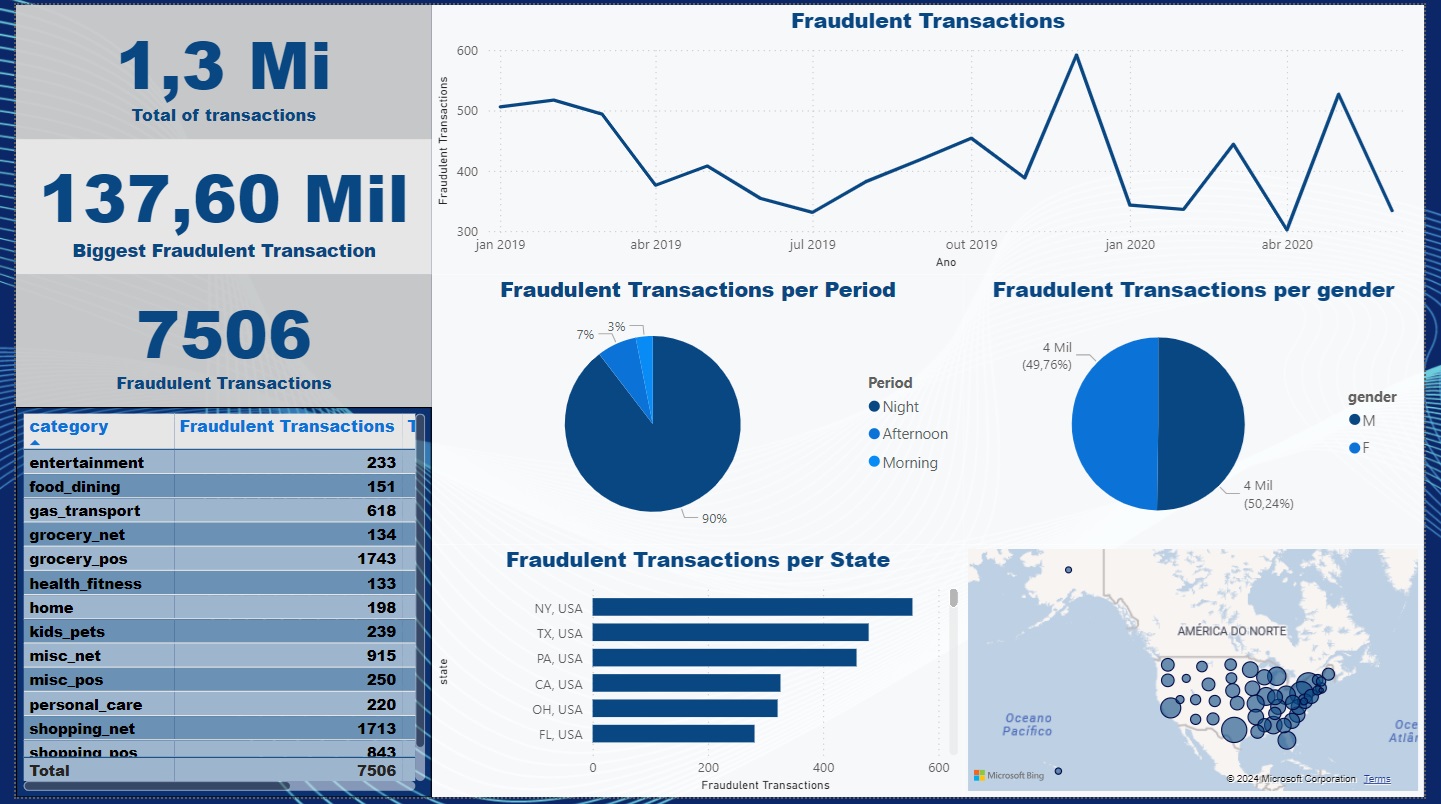 1,3 Mi
Total of transactions
137,60 Mil
Biggest Fraudulent Transaction
7506
Fraudulent Transactions
category Fraudulent Transactions T
entertainment 233
food_dining 151
gas_transport 618
grocery_net 134
grocery_pos 1743
health_fitness 133
home 198
kids_pets 239
misc_net 915
misc_pos 250
personal_care 220
shopping_net 1713
shopping_pos 843
Total 7506
Fraudulent Transactions
Fraudulent Transactions
600
500
400
300
jan 2019 abr 2019 jul 2019 out 2019 jan 2020 abr 2020
Ano
Fraudulent Transactions per Period
7% 3%
90%
Period
Night
Afternoon
Morning
Fraudulent Transactions per gender
4 Mil
(49,76%)
4 Mil
(50,24%)
gender
M
F
Fraudulent Transactions per State
state
NY, USA
TX, USA
PA, USA
CA, USA
OH, USA
FL, USA
0 200 400 600
Fraudulent Transactions
AMÉRICA DO NORTE
Oceano
Pacífico
Oce
Atlân
Microsoft Bing
© 2024 Microsoft Corporation Terms